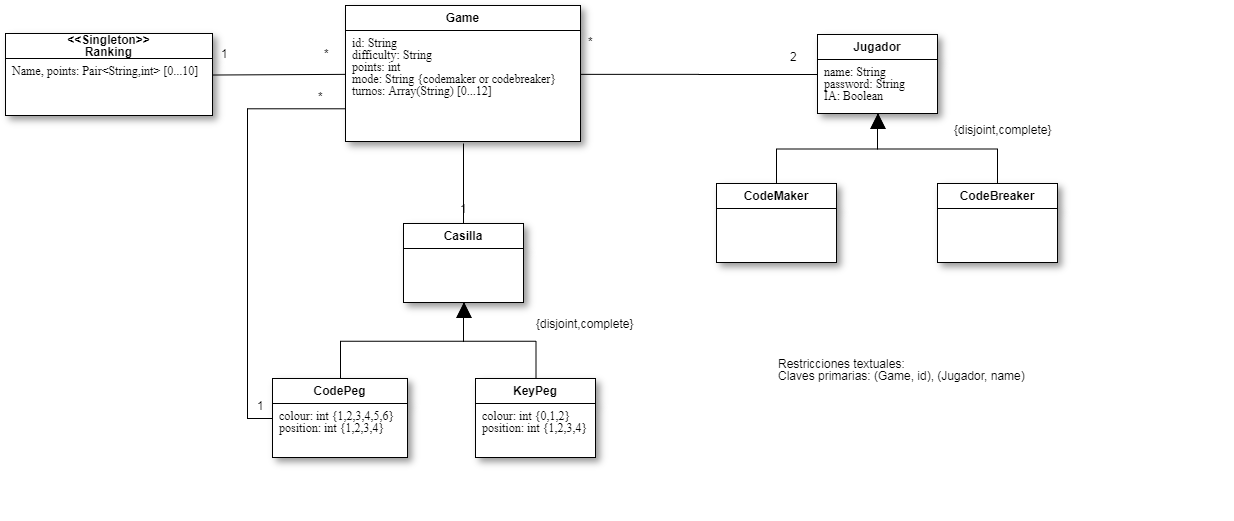 <<Singleton>>
Ranking
Name, points: Pair<String,int> [0...10]
1
*
*
Game
id: String
difficulty: String
points: int
mode: String {codemaker or codebreaker}
turnos: Array(String) [0...12]
*
2
Jugador
name: String
password: String
IA: Boolean
{disjoint,complete}
CodeMaker
CodeBreaker
1
Casilla
{disjoint,complete}
1
CodePeg
colour: int {1,2,3,4,5,6}
position: int {1,2,3,4}
KeyPeg
colour: int {0,1,2}
position: int {1,2,3,4}
Restricciones textuales:
Claves primarias: (Game, id), (Jugador, name)